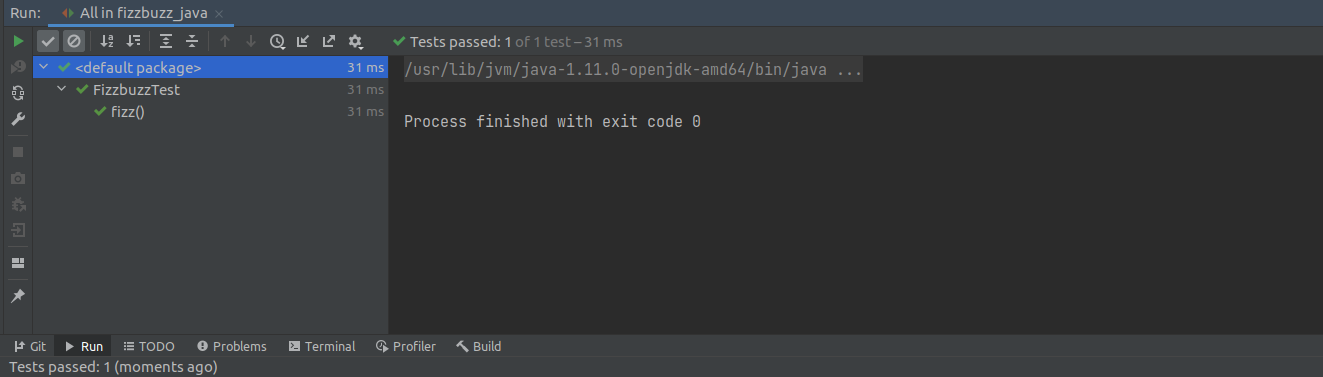 Run: All in fizzbuzz_java
Tests passed: 1 of 1 test – 31 ms
<default package> 31 ms
FizzbuzzTest 31 ms
fizz() 31 ms
/usr/lib/jvm/java-1.11.0-openjdk-amd64/bin/java ...
Process finished with exit code 0
Git Run TODO Problems Terminal Profiler Build
Tests passed: 1 (moments ago)